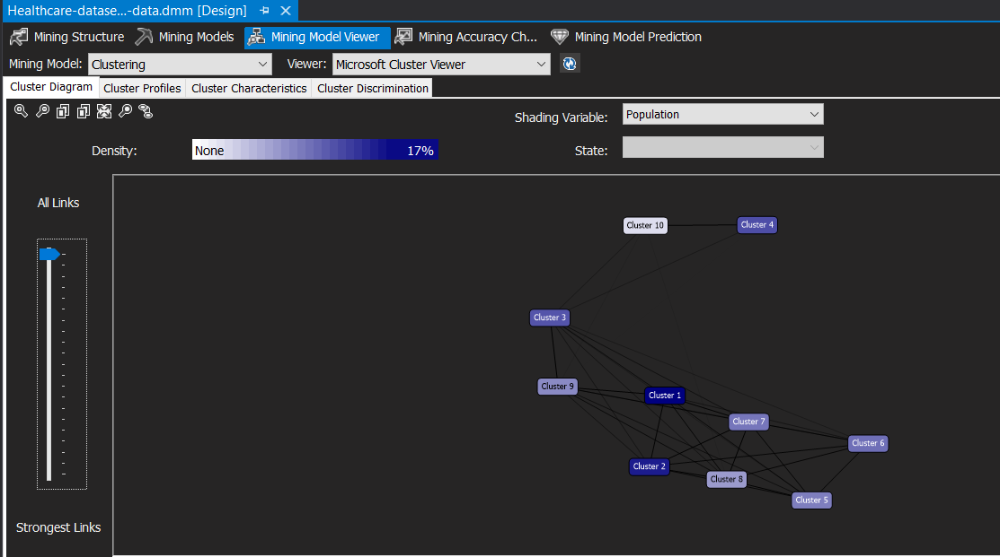 Healthcare-datase...-data.dmm [Design]
Mining Structure Mining Models Mining Model Viewer Mining Accuracy Ch... Mining Model Prediction
Mining Model: Clustering Viewer: Microsoft Cluster Viewer
Cluster Diagram Cluster Profiles Cluster Characteristics Cluster Discrimination
Shading Variable: Population
Density: None 17% State:
All Links
Cluster 10 Cluster 4
Cluster 3
Cluster 9
Cluster 1
Cluster 7
Cluster 6
Cluster 2
Cluster 8
Cluster 5
Strongest Links